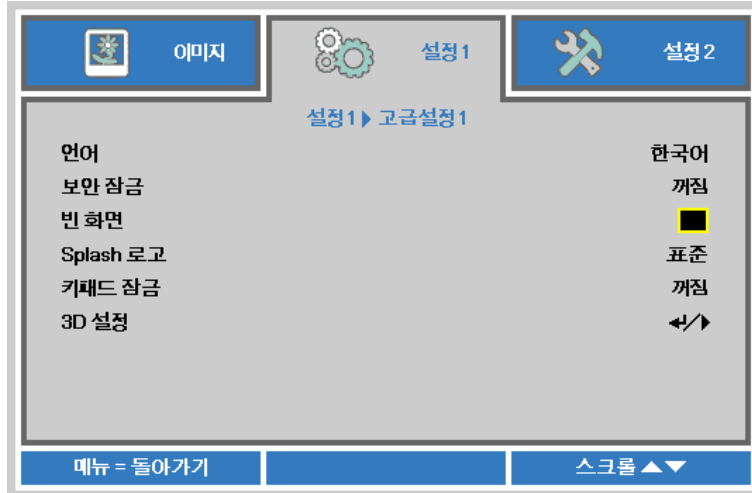 이미지
설정1
설정2
설정1▶고급설정1
언어 한국어
보안 잠금 꺼짐
빈 화면
Splash 로고 표준
키패드 잠금 꺼짐
3D 설정 ↵/▶
메뉴 = 돌아가기
스크롤▲▼